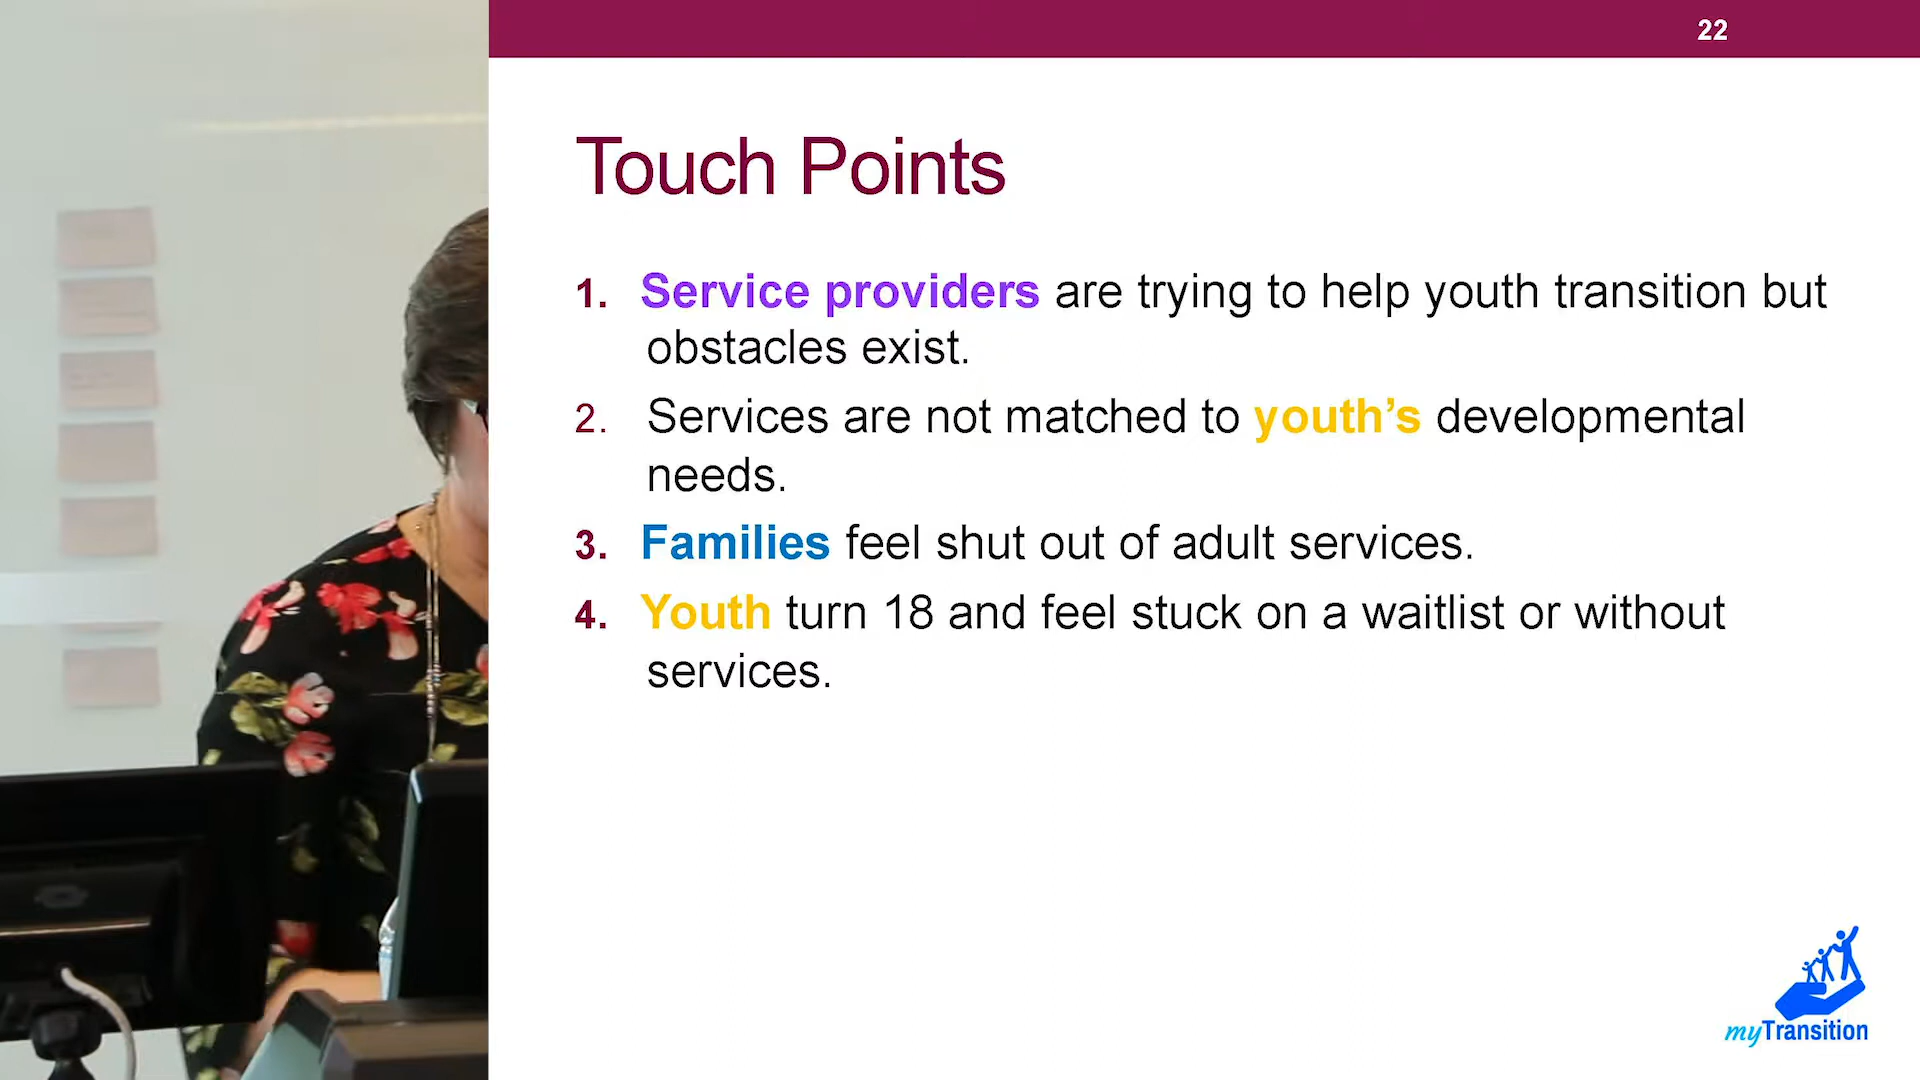 22
Touch Points
1. Service providers are trying to help youth transition but
obstacles exist.
2. Services are not matched to youth’s developmental
needs.
3. Families feel shut out of adult services.
4. Youth turn 18 and feel stuck on a waitlist or without
services.
myTransition